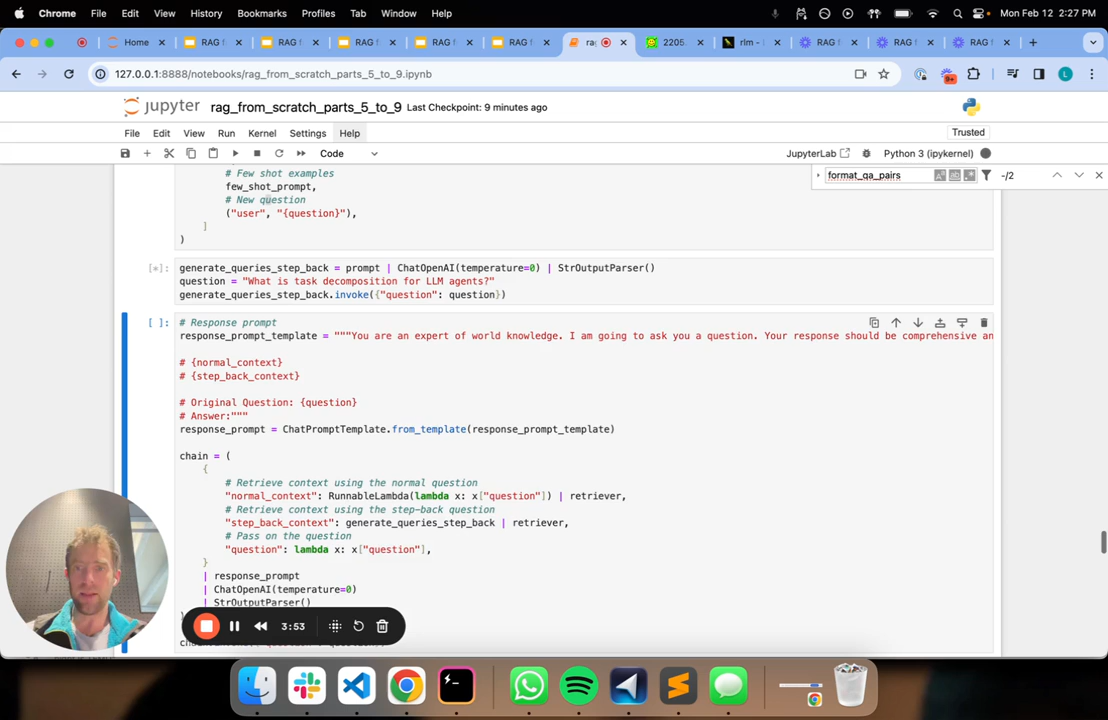 Chrome File Edit View History Bookmarks Profiles Tab Window Help Mon Feb 12 2:27 PM
Home RAG f RAG f RAG f RAG f RAG f ra 2205. rlm - RAG f RAG f RAG f
127.0.0.1:8888/notebooks/rag_from_scratch_parts_5_to_9.ipynb 9+ L
jupyter rag_from_scratch_parts_5_to_9 Last Checkpoint: 9 minutes ago
File Edit View Run Kernel Settings Help Trusted
Code JupyterLab Python 3 (ipykernel)
format_qa_pairs -/2
# Few shot examples
few_shot_prompt,
# New question
("user", "{question}"),
]
)
[*]: generate_queries_step_back = prompt | ChatOpenAI(temperature=0) | StrOutputParser()
question = "What is task decomposition for LLM agents?"
generate_queries_step_back.invoke({"question": question})
[ ]: # Response prompt
response_prompt_template = """You are an expert of world knowledge. I am going to ask you a question. Your response should be comprehensive an
# {normal_context}
# {step_back_context}
# Original Question: {question}
# Answer:"""
response_prompt = ChatPromptTemplate.from_template(response_prompt_template)
chain = (
{
# Retrieve context using the normal question
"normal_context": RunnableLambda(lambda x: x["question"]) | retriever,
# Retrieve context using the step-back question
"step_back_context": generate_queries_step_back | retriever,
# Pass on the question
"question": lambda x: x["question"],
}
| response_prompt
| ChatOpenAI(temperature=0)
| StrOutputParser()
3:53